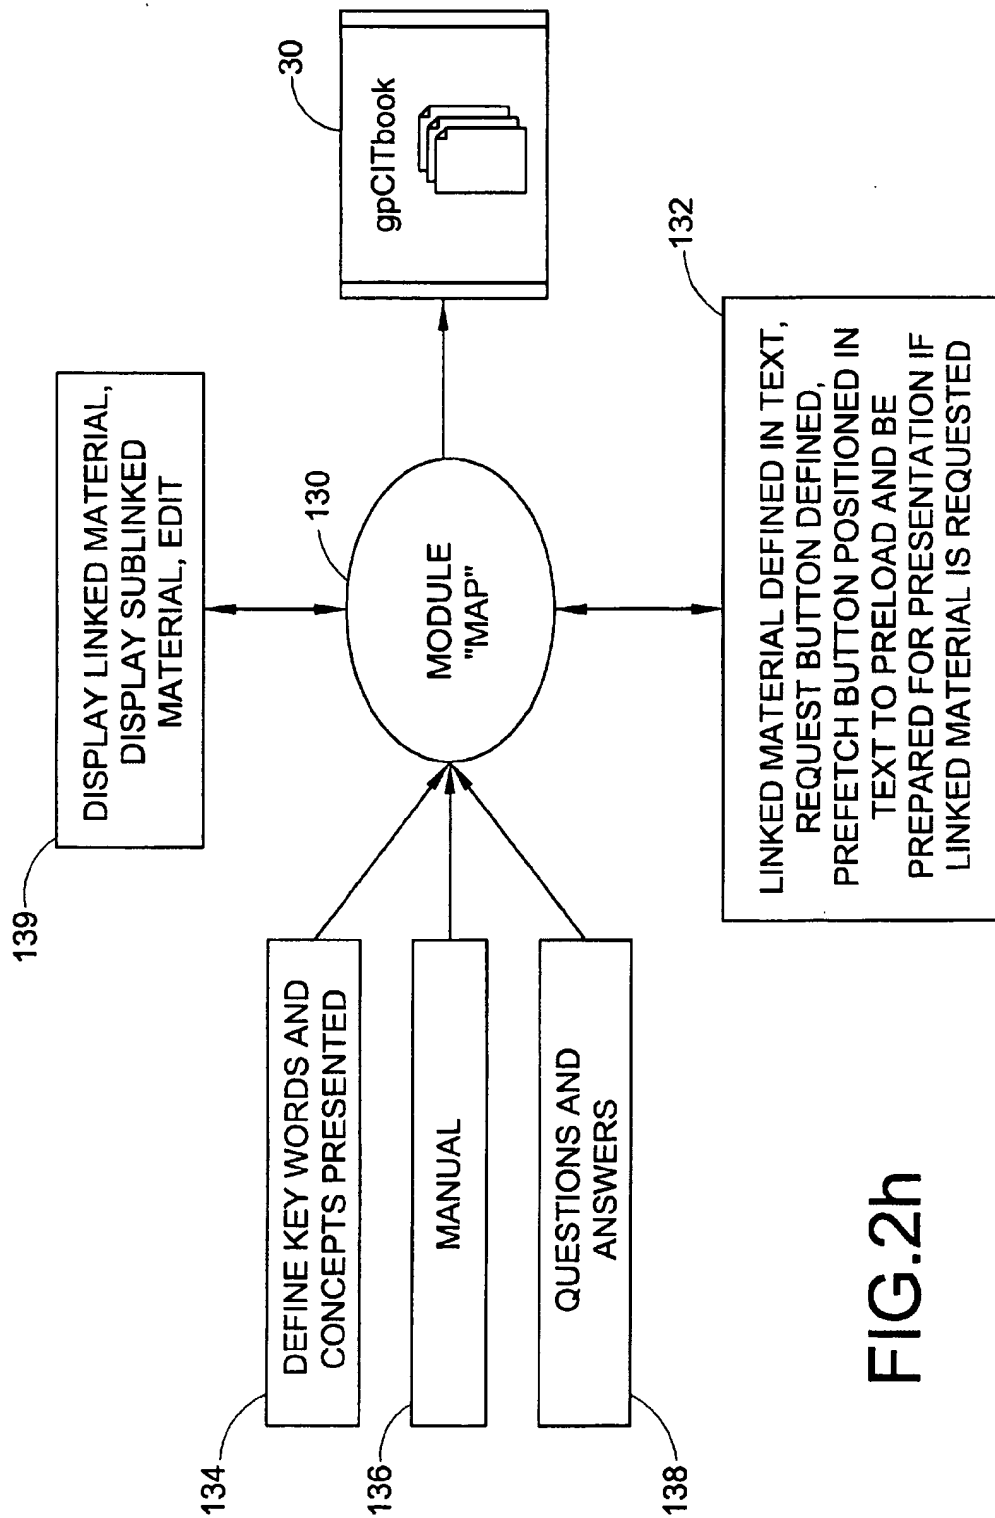 139
DISPLAY LINKED MATERIAL,
DISPLAY SUBLINKED
MATERIAL, EDIT
134
DEFINE KEY WORDS AND
CONCEPTS PRESENTED
136
MANUAL
138
QUESTIONS AND
ANSWERS
130
MODULE
"MAP"
30
gpCITbook
132
LINKED MATERIAL DEFINED IN TEXT,
REQUEST BUTTON DEFINED,
PREFETCH BUTTON POSITIONED IN
TEXT TO PRELOAD AND BE
PREPARED FOR PRESENTATION IF
LINKED MATERIAL IS REQUESTED
FIG.2h